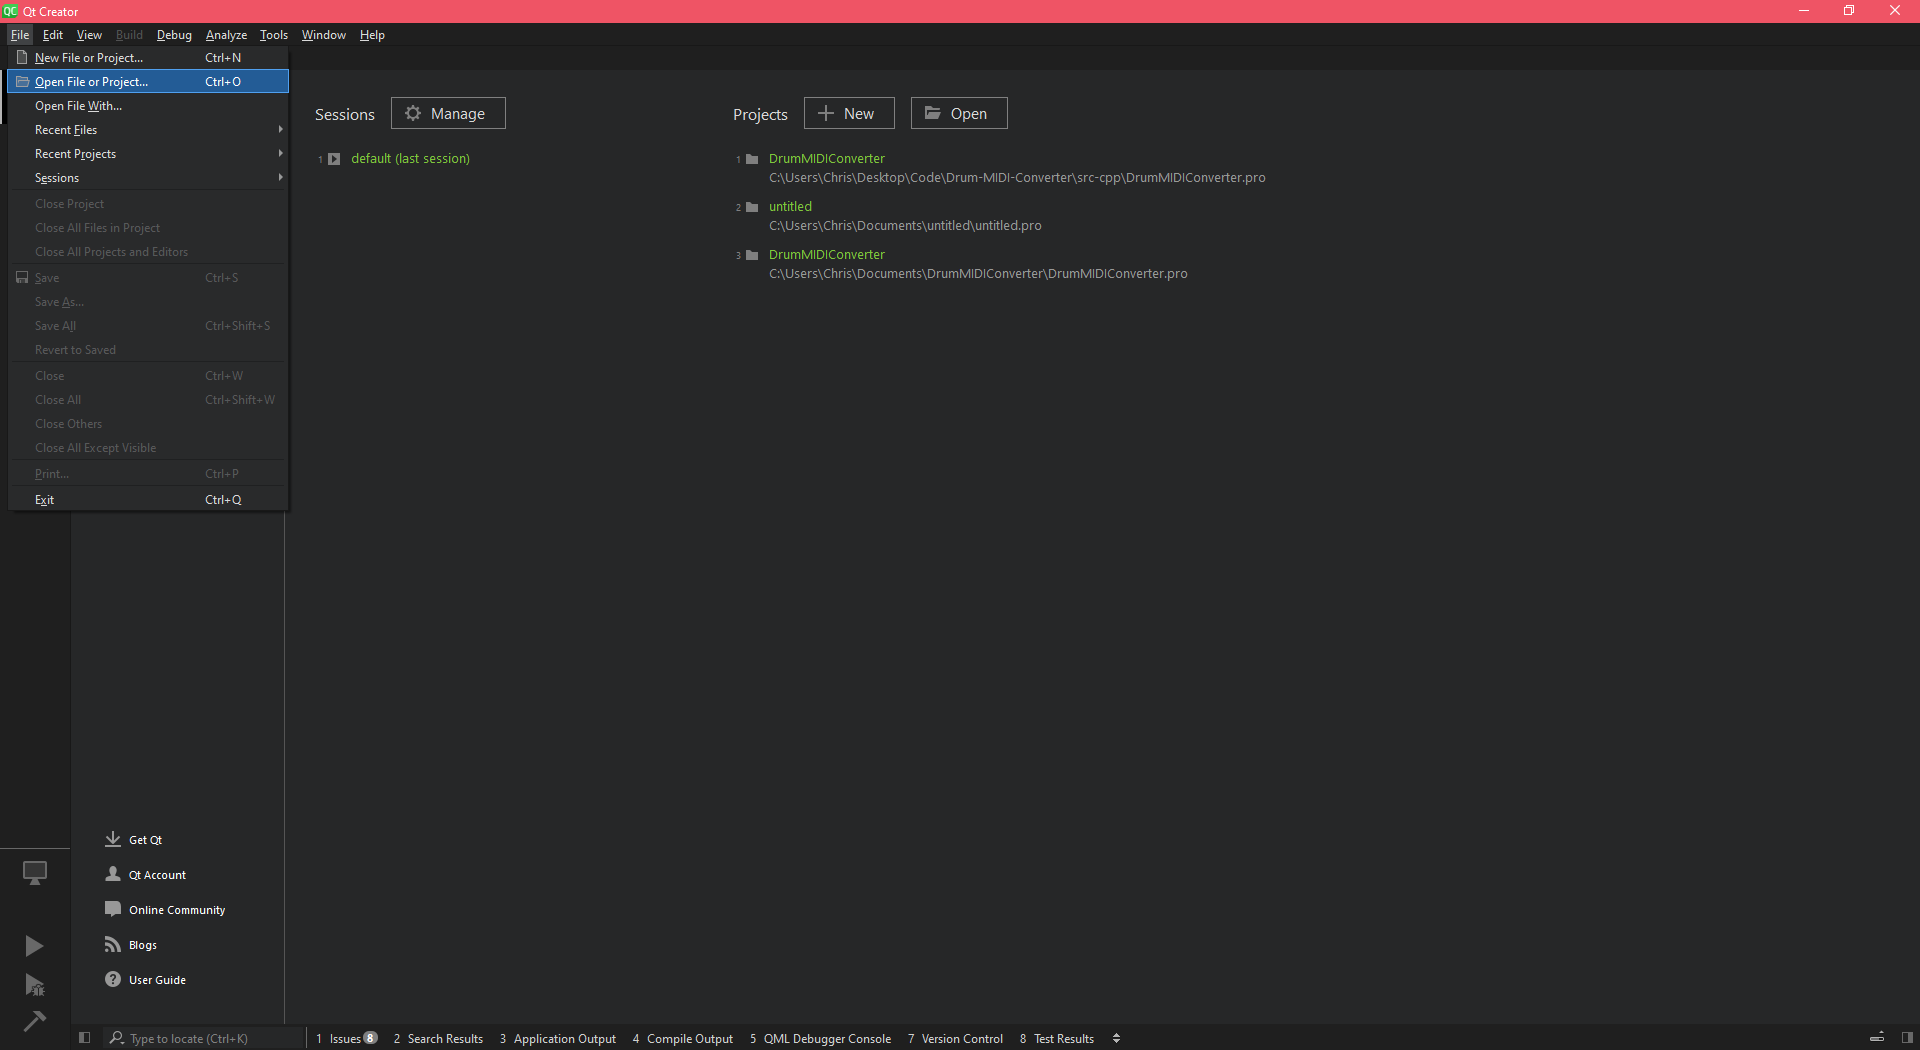 Qt Creator
File Edit View Build Debug Analyze Tools Window Help
New File or Project... Ctrl+N
Open File or Project... Ctrl+O
Open File With...
Recent Files
Recent Projects
Sessions
Close Project
Close All Files in Project
Close All Projects and Editors
Save Ctrl+S
Save As...
Save All Ctrl+Shift+S
Revert to Saved
Close Ctrl+W
Close All Ctrl+Shift+W
Close Others
Close All Except Visible
Print... Ctrl+P
Exit Ctrl+Q
Sessions Manage
1 default (last session)
Projects New Open
1 DrumMIDIConverter
C:\Users\Chris\Desktop\Code\Drum-MIDI-Converter\src-cpp\DrumMIDIConverter.pro
2 untitled
C:\Users\Chris\Documents\untitled\untitled.pro
3 DrumMIDIConverter
C:\Users\Chris\Documents\DrumMIDIConverter\DrumMIDIConverter.pro
Get Qt
Qt Account
Online Community
Blogs
User Guide
Type to locate (Ctrl+K) 1 Issues 8 2 Search Results 3 Application Output 4 Compile Output 5 QML Debugger Console 7 Version Control 8 Test Results